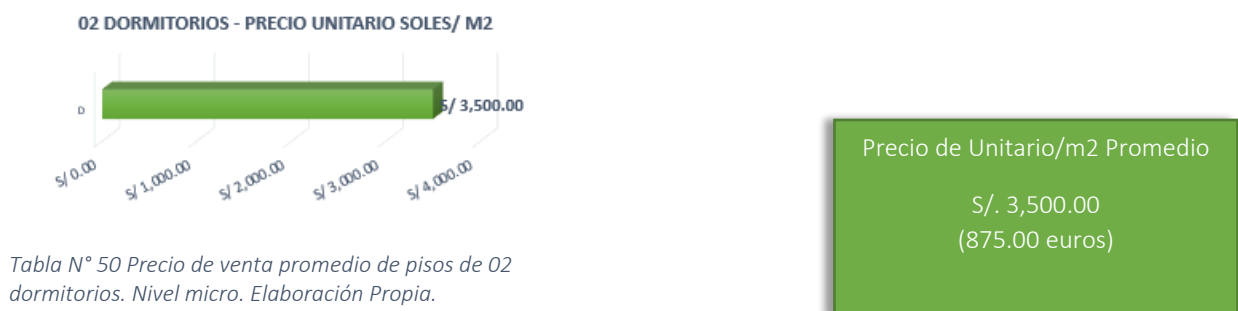 02 DORMITORIOS - PRECIO UNITARIO SOLES/ M2
D
S/ 3,500.00
S/ 0.00
S/ 1,000.00
S/ 2,000.00
S/ 3,000.00
S/ 4,000.00
Tabla N° 50 Precio de venta promedio de pisos de 02
dormitorios. Nivel micro. Elaboración Propia.
Precio de Unitario/m2 Promedio
S/. 3,500.00
(875.00 euros)